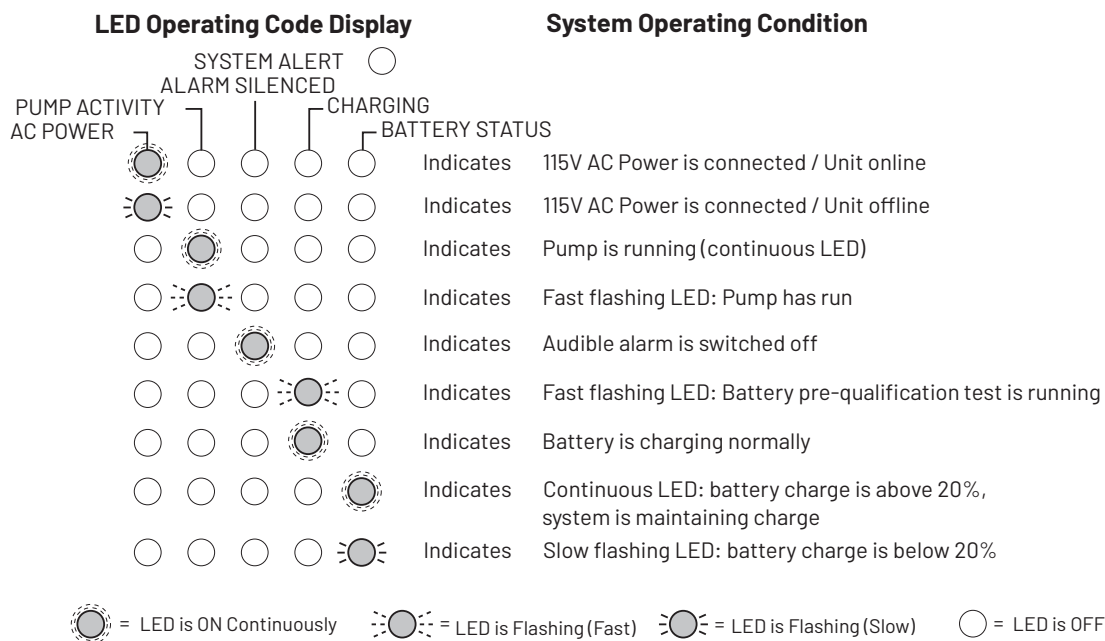 LED Operating Code Display
System Operating Condition
SYSTEM ALERT
ALARM SILENCED
PUMP ACTIVITY
CHARGING
AC POWER
BATTERY STATUS
Indicates 115V AC Power is connected / Unit online
Indicates 115V AC Power is connected / Unit offline
Indicates Pump is running (continuous LED)
Indicates Fast flashing LED: Pump has run
Indicates Audible alarm is switched off
Indicates Fast flashing LED: Battery pre-qualification test is running
Indicates Battery is charging normally
Indicates Continuous LED: battery charge is above 20%,
system is maintaining charge
Indicates Slow flashing LED: battery charge is below 20%
= LED is ON Continuously = LED is Flashing (Fast) = LED is Flashing (Slow) = LED is OFF